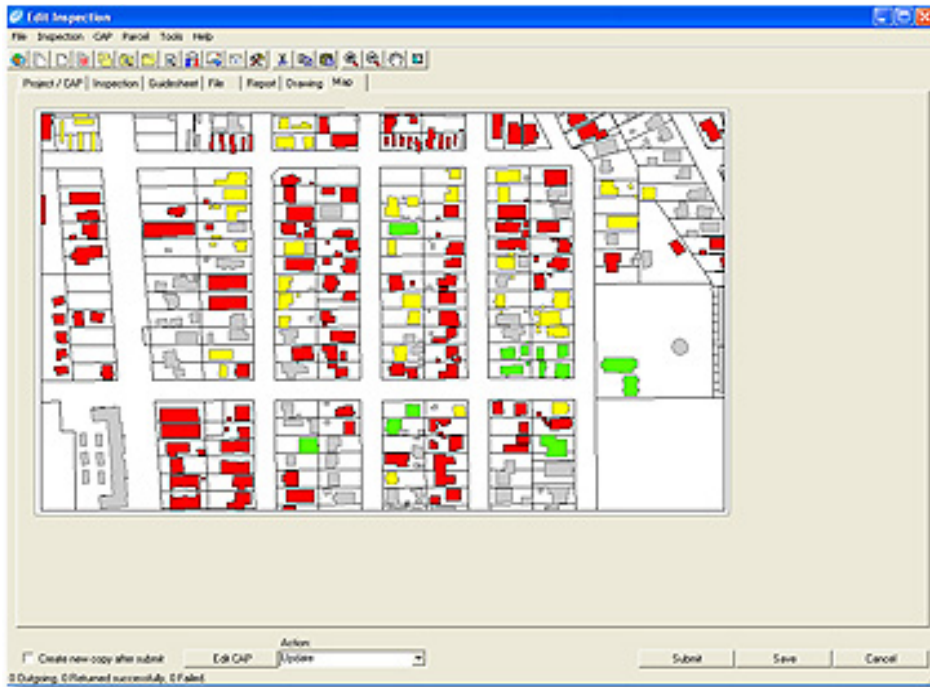 Edit Inspection
File Inspection CAP Parcel Tools Help
Project / CAP Inspection Guidesheet File Report Drawing Map
Action:
Create new copy after submit Edit CAP Update Submit Save Cancel
0 Outgoing, 0 Returned successfully, 0 Failed.